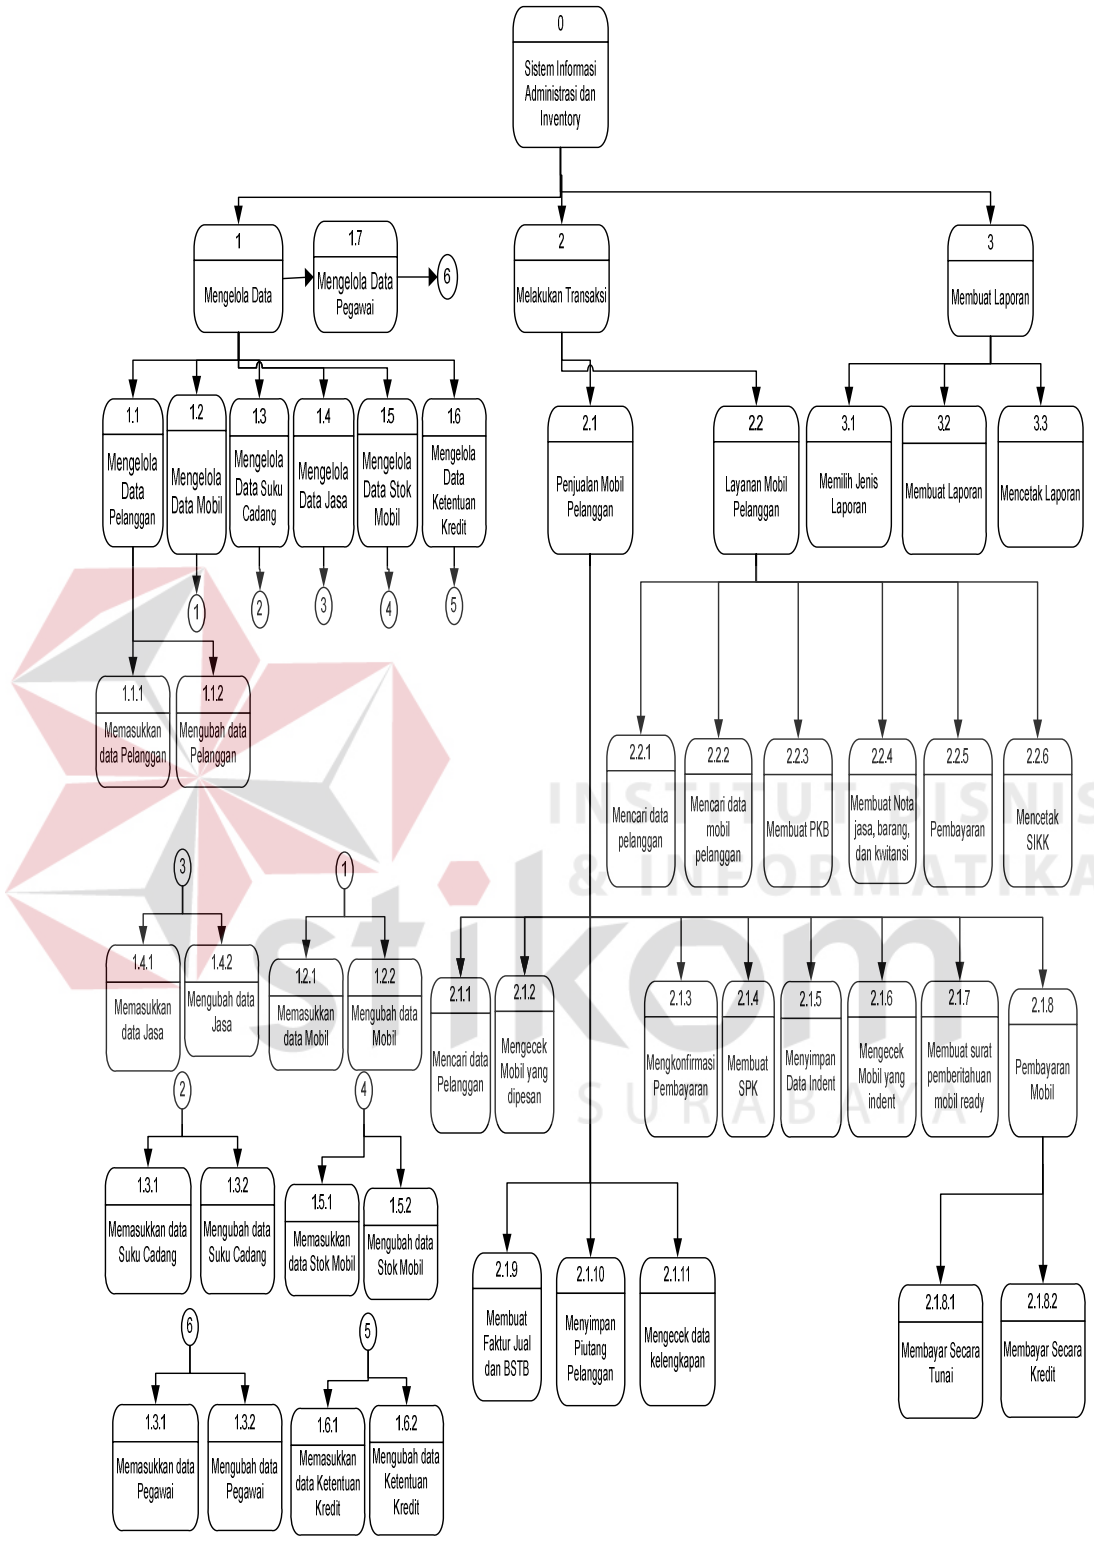 0
Sistem Informasi
Administrasi dan
Inventory
1
Mengelola Data
1.7
Mengelola Data
Pegawai
6
2
Melakukan Transaksi
3
Membuat Laporan
1.1
Mengelola
Data
Pelanggan
1.2
Mengelola
Data Mobil
1.3
Mengelola
Data Suku
Cadang
1.4
Mengelola
Data Jasa
1.5
Mengelola
Data Stok
Mobil
1.6
Mengelola
Data
Ketentuan
Kredit
2.1
Penjualan Mobil
Pelanggan
2.2
Layanan Mobil
Pelanggan
3.1
Memilih Jenis
Laporan
3.2
Membuat Laporan
3.3
Mencetak Laporan
1
2
3
4
5
1.1.1
Memasukkan
data Pelanggan
1.1.2
Mengubah data
Pelanggan
2.2.1
Mencari data
pelanggan
2.2.2
Mencari data
mobil
pelanggan
2.2.3
Membuat PKB
2.2.4
Membuat Nota
jasa, barang,
dan kwitansi
2.2.5
Pembayaran
2.2.6
Mencetak
SIKK
INSTITUT BISNIS
& INFORMATIKA
stikom
SURABAYA
3
1.4.1
Memasukkan
data Jasa
1.4.2
Mengubah data
Jasa
1
1.2.1
Memasukkan
data Mobil
1.2.2
Mengubah data
Mobil
2.1.1
Mencari data
Pelanggan
2.1.2
Mengecek
Mobil yang
dipesan
2.1.3
Mengkonfirmasi
Pembayaran
2.1.4
Membuat
SPK
2.1.5
Menyimpan
Data Indent
2.1.6
Mengecek
Mobil yang
indent
2.1.7
Membuat surat
pemberitahuan
mobil ready
2.1.8
Pembayaran
Mobil
2
1.3.1
Memasukkan data
Suku Cadang
1.3.2
Mengubah data
Suku Cadang
4
1.5.1
Memasukkan
data Stok Mobil
1.5.2
Mengubah data
Stok Mobil
2.1.9
Membuat
Faktur Jual
dan BSTB
2.1.10
Menyimpan
Piutang
Pelanggan
2.1.11
Mengecek data
kelengkapan
2.1.8.1
Membayar Secara
Tunai
2.1.8.2
Membayar Secara
Kredit
6
1.3.1
Memasukkan data
Pegawai
1.3.2
Mengubah data
Pegawai
5
1.6.1
Memasukkan
data Ketentuan
Kredit
1.6.2
Mengubah data
Ketentuan
Kredit